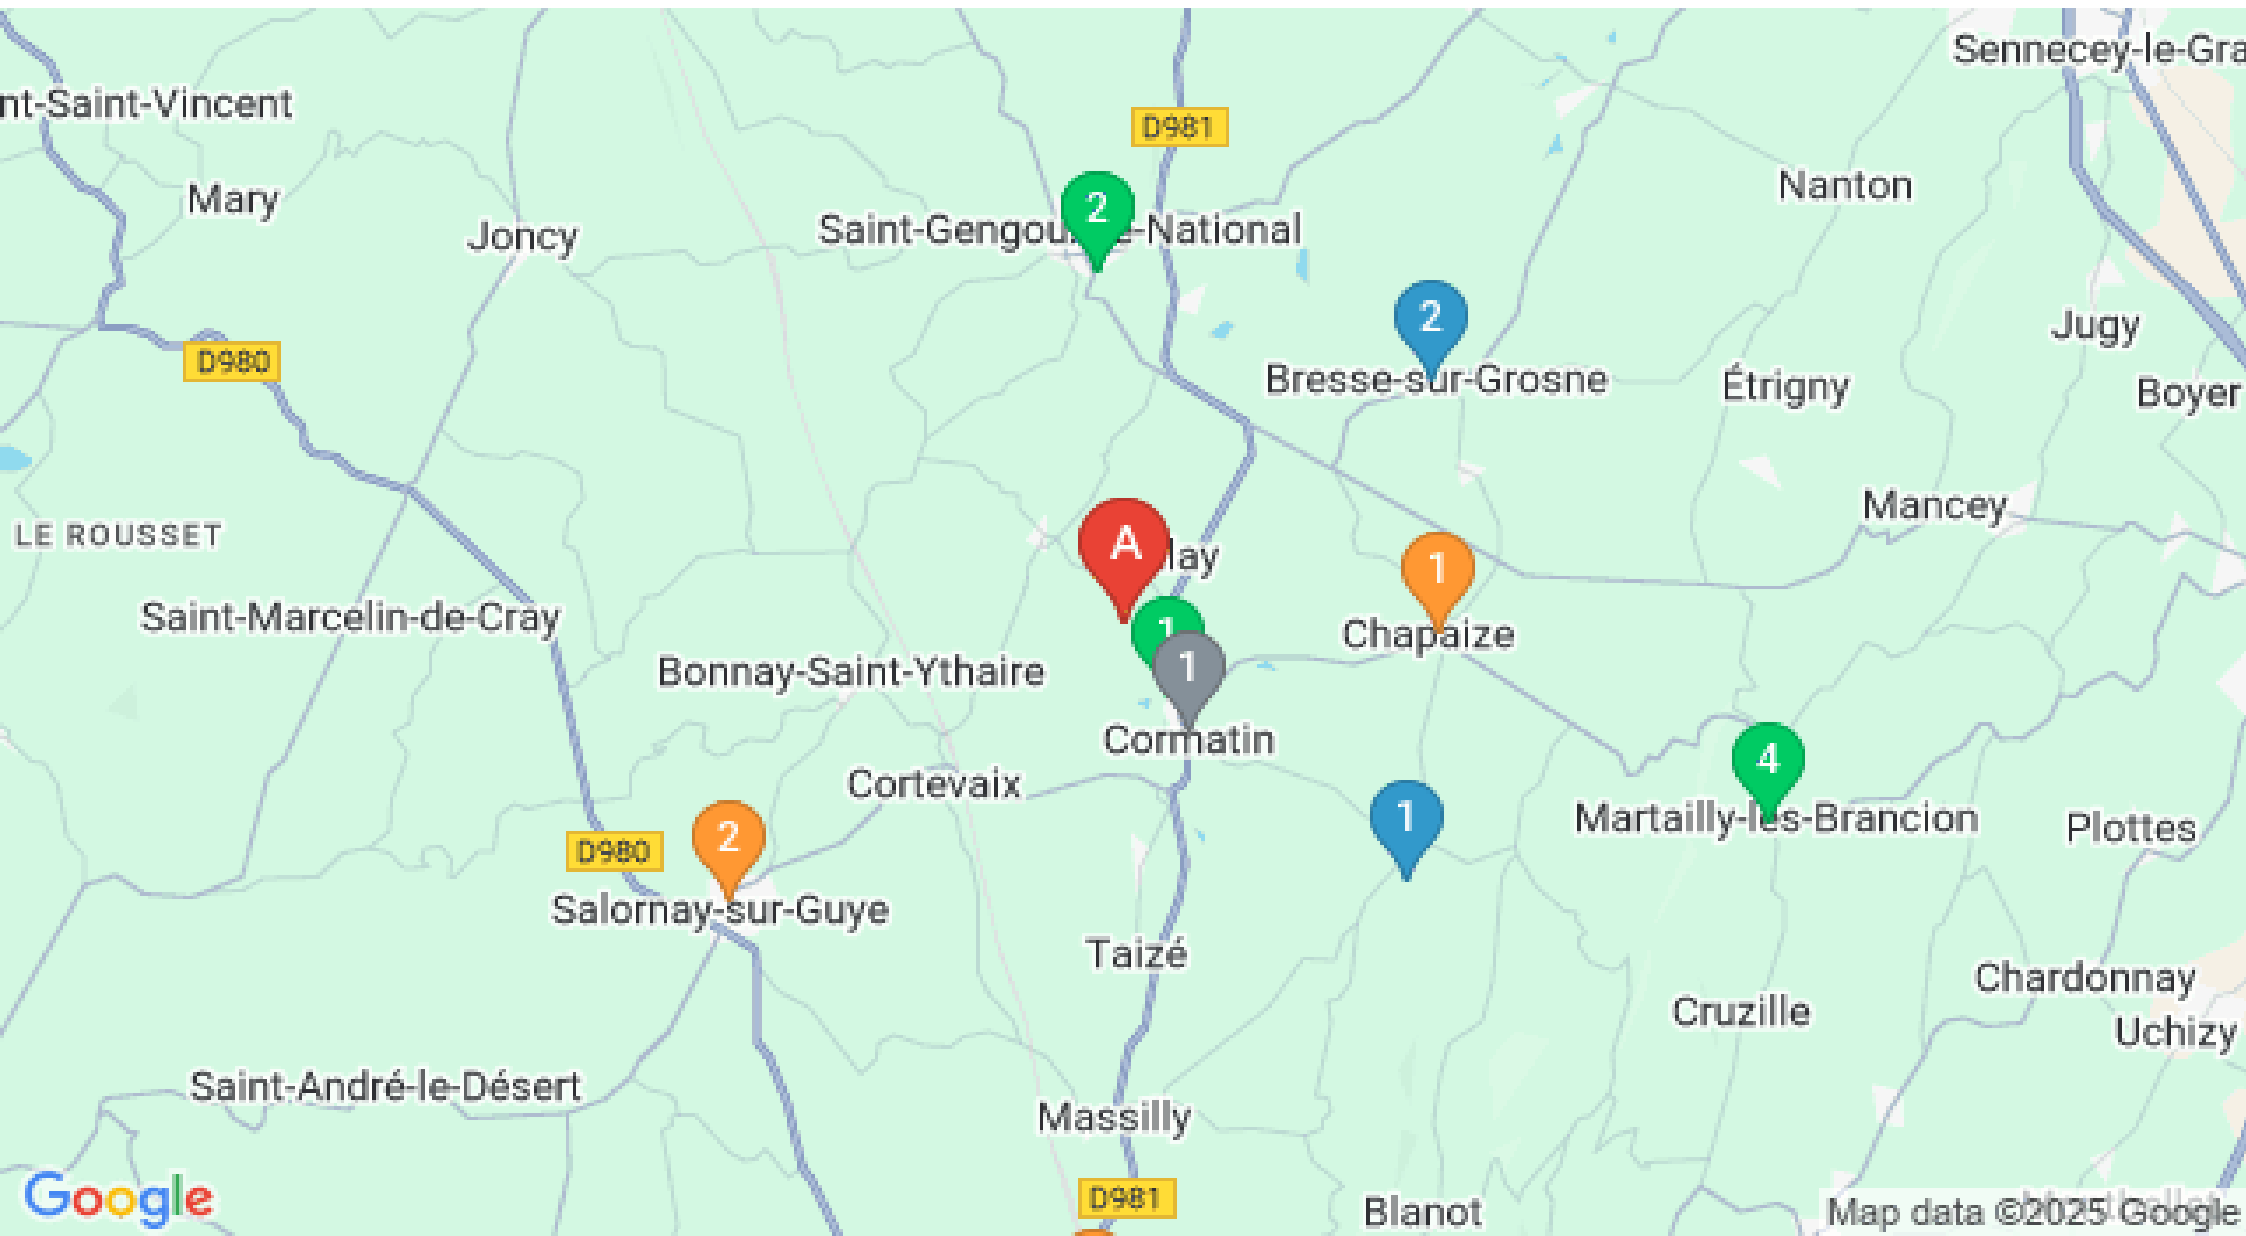 Sennecey-le-Gra
nt-Saint-Vincent
D981
Nanton
Mary
2
Saint-Gengou
e-National
Joncy
2
Jugy
D980
Bresse-sur-Grosne
Étrigny
Boyer
Mancey
LE ROUSSET
A
lay
1
Saint-Marcelin-de-Cray
1
Chapaize
Bonnay-Saint-Ythaire
1
Cormatin
4
Cortevaix
1
Martailly-lès-Brancion
Plottes
2
D980
Salornay-sur-Guye
Taizé
Chardonnay
Cruzille
Uchizy
Saint-André-le-Désert
Massilly
D981
Google
Blanot
Map data ©2025 Google